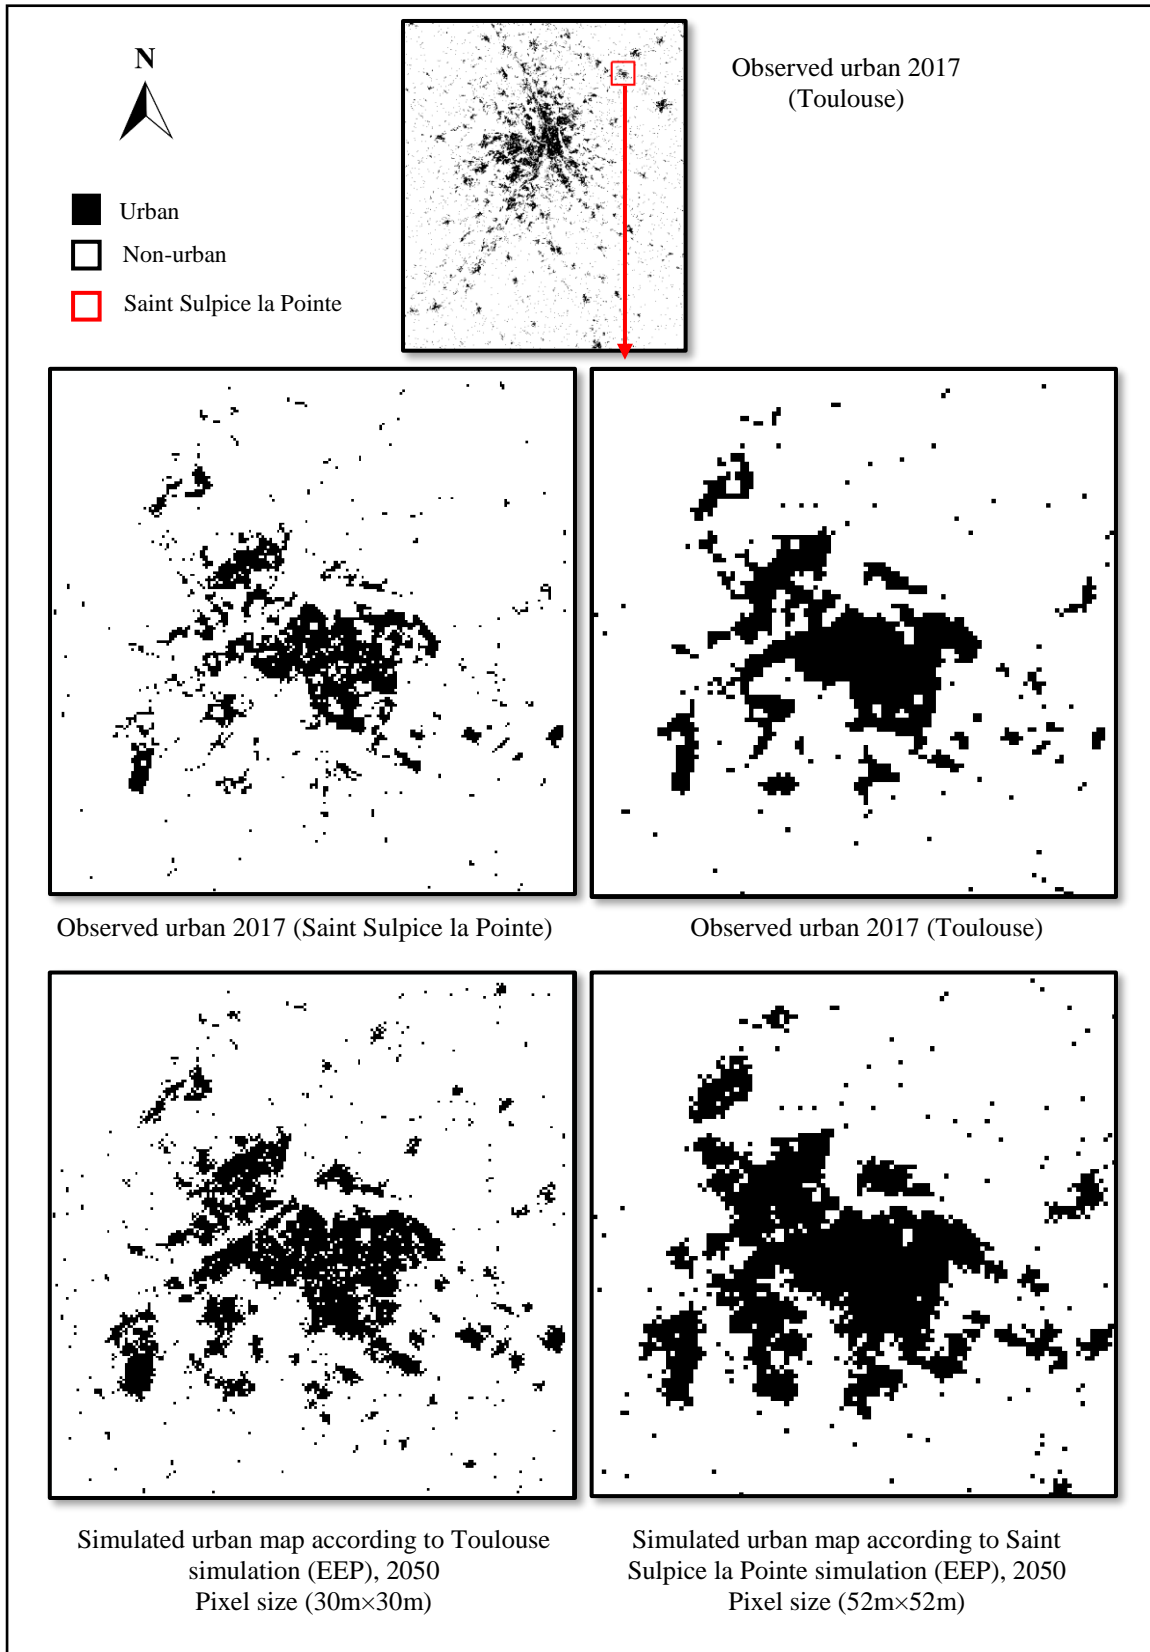 N
Observed urban 2017
(Toulouse)
Urban
Non-urban
Saint Sulpice la Pointe
Observed urban 2017 (Saint Sulpice la Pointe)
Observed urban 2017 (Toulouse)
Simulated urban map according to Toulouse
simulation (EEP), 2050
Pixel size (30m×30m)
Simulated urban map according to Saint
Sulpice la Pointe simulation (EEP), 2050
Pixel size (52m×52m)